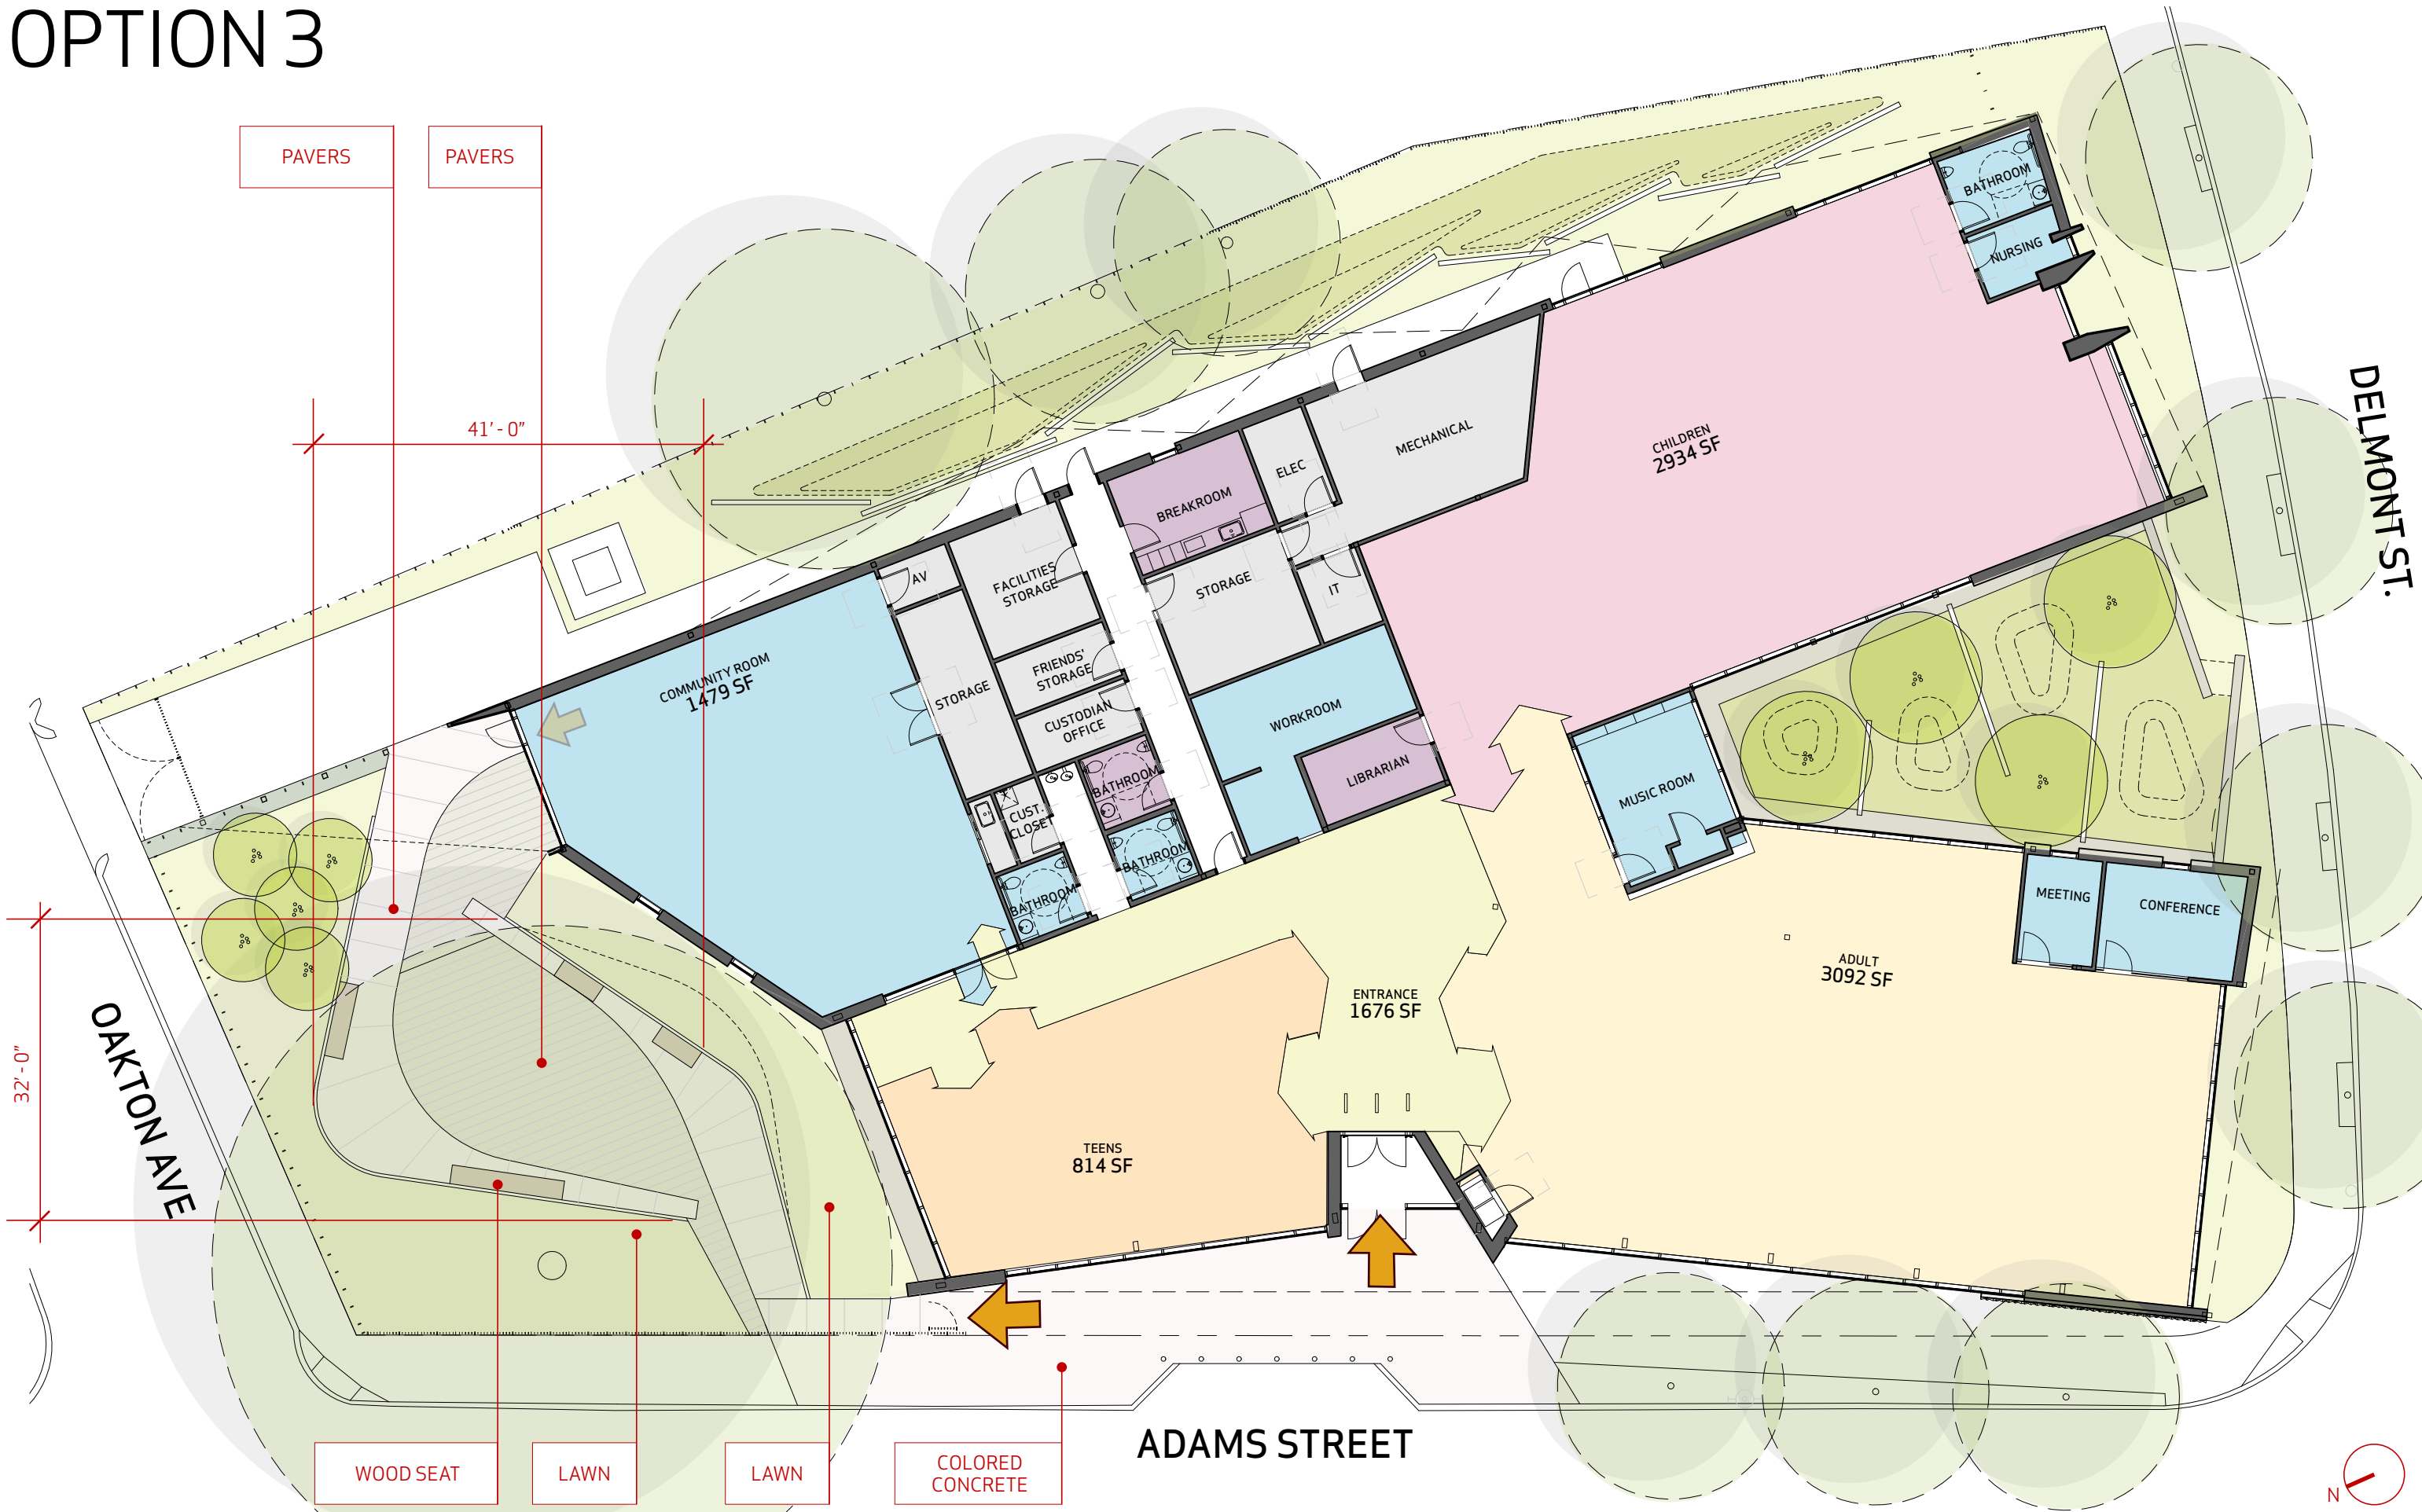 OPTION 3
PAVERS
PAVERS
41' - 0"
32' - 0"
BATHROOM
NURSING
CHILDREN
2934 SF
MECHANICAL
ELEC
BREAKROOM
STORAGE
IT
AV
FACILITIES
STORAGE
FRIENDS'
STORAGE
STORAGE
CUSTODIAN
OFFICE
COMMUNITY ROOM
1479 SF
WORKROOM
LIBRARIAN
BATHROOM
CUST.
CLOSET
BATHROOM
BATHROOM
MUSIC ROOM
MEETING
CONFERENCE
ADULT
3092 SF
ENTRANCE
1676 SF
TEENS
814 SF
DELMONT ST.
OAKTON AVE
ADAMS STREET
WOOD SEAT
LAWN
LAWN
COLORED
CONCRETE
N